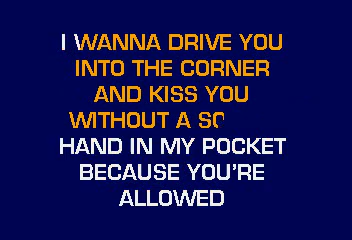 I WANNA DRIVE YOU
INTO THE CORNER
AND KISS YOU
WITHOUT A
HAND IN MY POCKET
BECAUSE YOU'RE
ALLOWED